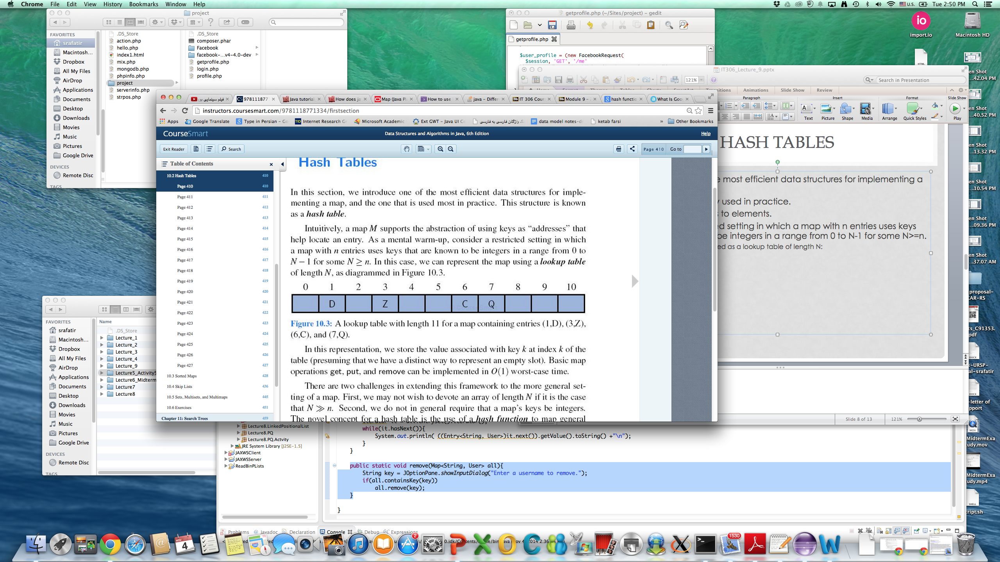 Chrome File Edit View History Bookmarks Window Help
U.S. Tue 2:50 PM
project
FAVORITES
srafatir
Macintosh...
Dropbox
All My Files
AirDrop
Applications
Documents
Desktop
Downloads
Movies
Music
Pictures
Google Drive
DEVICES
Remote Disc
TAGS
.DS_Store
action.php
hello.php
index1.html
mix.php
mongodb.php
phpinfo.php
project
serverinfo.php
strpos.php
.DS_Store
composer.phar
Facebook
facebook-...v4-4.0-dev
getprofile.php
login.php
profile.php
getprofile.php (~/Sites/project) - gedit
getprofile.php
$user_profile = (new FacebookRequest(
$session, 'GET', '/me'
io
import.io
Macintosh HD
HTML
IT306_Lecture_9.pptx
121%
Search in Presentation
Animations Slide Show Review
Paragraph Insert Format Slide Show
Text Picture Shape Media Arrange Quick Styles Play
HASH TABLES
most efficient data structures for implementing a
used in practice.
to elements.
setting in which a map with n entries uses keys
be integers in a range from 0 to N-1 for some N>=n.
ed as a lookup table of length N:
Slide 8 of 13 121%
CS 978111877 Java tutorial How does ja Map (Java Pl How to use java - Differ IT 306 Cour Module 9 - hash functio What Is Goo
instructors.coursesmart.com/9781118771334/firstsection
Apps Google Translate Type in Persian - Go Internet Research Gr Microsoft Academic Ext GWT - Java UI Co data model notes-d ketab farsi » Other Bookmarks
CourseSmart Data Structures and Algorithms in Java, 6th Edition Help
Exit Reader Search Page 410 Go to
Table of Contents
10.2 Hash Tables 410
Page 410 410
Page 411 411
Page 412 412
Page 413 413
Page 414 414
Page 415 415
Page 416 416
Page 417 417
Page 418 418
Page 419 419
Page 420 420
Page 421 421
Page 422 422
Page 423 423
Page 424 424
Page 425 425
Page 426 426
Page 427 427
10.3 Sorted Maps 428
10.4 Skip Lists 436
10.5 Sets, Multisets, and Multimaps 445
10.6 Exercises 451
Chapter 11: Search Trees 459
Hash Tables
In this section, we introduce one of the most efficient data structures for imple-
menting a map, and the one that is used most in practice. This structure is known
as a hash table.
Intuitively, a map M supports the abstraction of using keys as “addresses” that
help locate an entry. As a mental warm-up, consider a restricted setting in which
a map with n entries uses keys that are known to be integers in a range from 0 to
N − 1 for some N ≥ n. In this case, we can represent the map using a lookup table
of length N, as diagrammed in Figure 10.3.
0 1 2 3 4 5 6 7 8 9 10
D Z C Q
Figure 10.3: A lookup table with length 11 for a map containing entries (1,D), (3,Z),
(6,C), and (7,Q).
In this representation, we store the value associated with key k at index k of the
table (presuming that we have a distinct way to represent an empty slot). Basic map
operations get, put, and remove can be implemented in O(1) worst-case time.
There are two challenges in extending this framework to the more general set-
ting of a map. First, we may not wish to devote an array of length N if it is the case
that N ≫ n. Second, we do not in general require that a map’s keys be integers.
The novel concept for a hash table is the use of a hash function to map general
FAVORITES
srafatir
Macintosh...
Dropbox
All My Files
AirDrop
Applications
Documents
Desktop
Downloads
Movies
Music
Pictures
Google Drive
DEVICES
Remote Disc
TAGS
Name
.DS_Store
Lecture_1
Lecture_2
Lecture_3
Lecture_4
Lecture_9
Lecture5_Activity5
Lecture6_Midterm
Lecture7
Lecture8
Lecture8.LinkedPositionalList
Lecture8.PQ
Lecture8.PQ.Actvity
JRE System Library [J2SE-1.5]
JAXWSClient
JAXWSServer
ReadBinPLists
while(it.hasNext()){
System.out.println( ((Entry<String, User>)it.next()).getValue().toString() +"\n");
}
}
public static void remove(Map<String, User> all){
String key = JOptionPane.showInputDialog("Enter a username to remove.");
if(all.containsKey(key))
all.remove(key);
}
}
Problems @ Javadoc Declaration Console Debug Expressions
en Shot
...42.04 PM
en Shot
...40.52 PM
en Shot
...13.32 PM
en Shot
...10.54 PM
en Shot
...09.36 PM
en Shot
...37.07 AM
proposal-
CAR-RS
ts_C91353.
pdf
DOCX
x-URSP-
al-srafatir
DOCX
-letter of
pport
MOV
MidtermExa
udy.mov
MidtermExa
udy.mp4
SHELL
cript.sh
NOV
4
2
1530